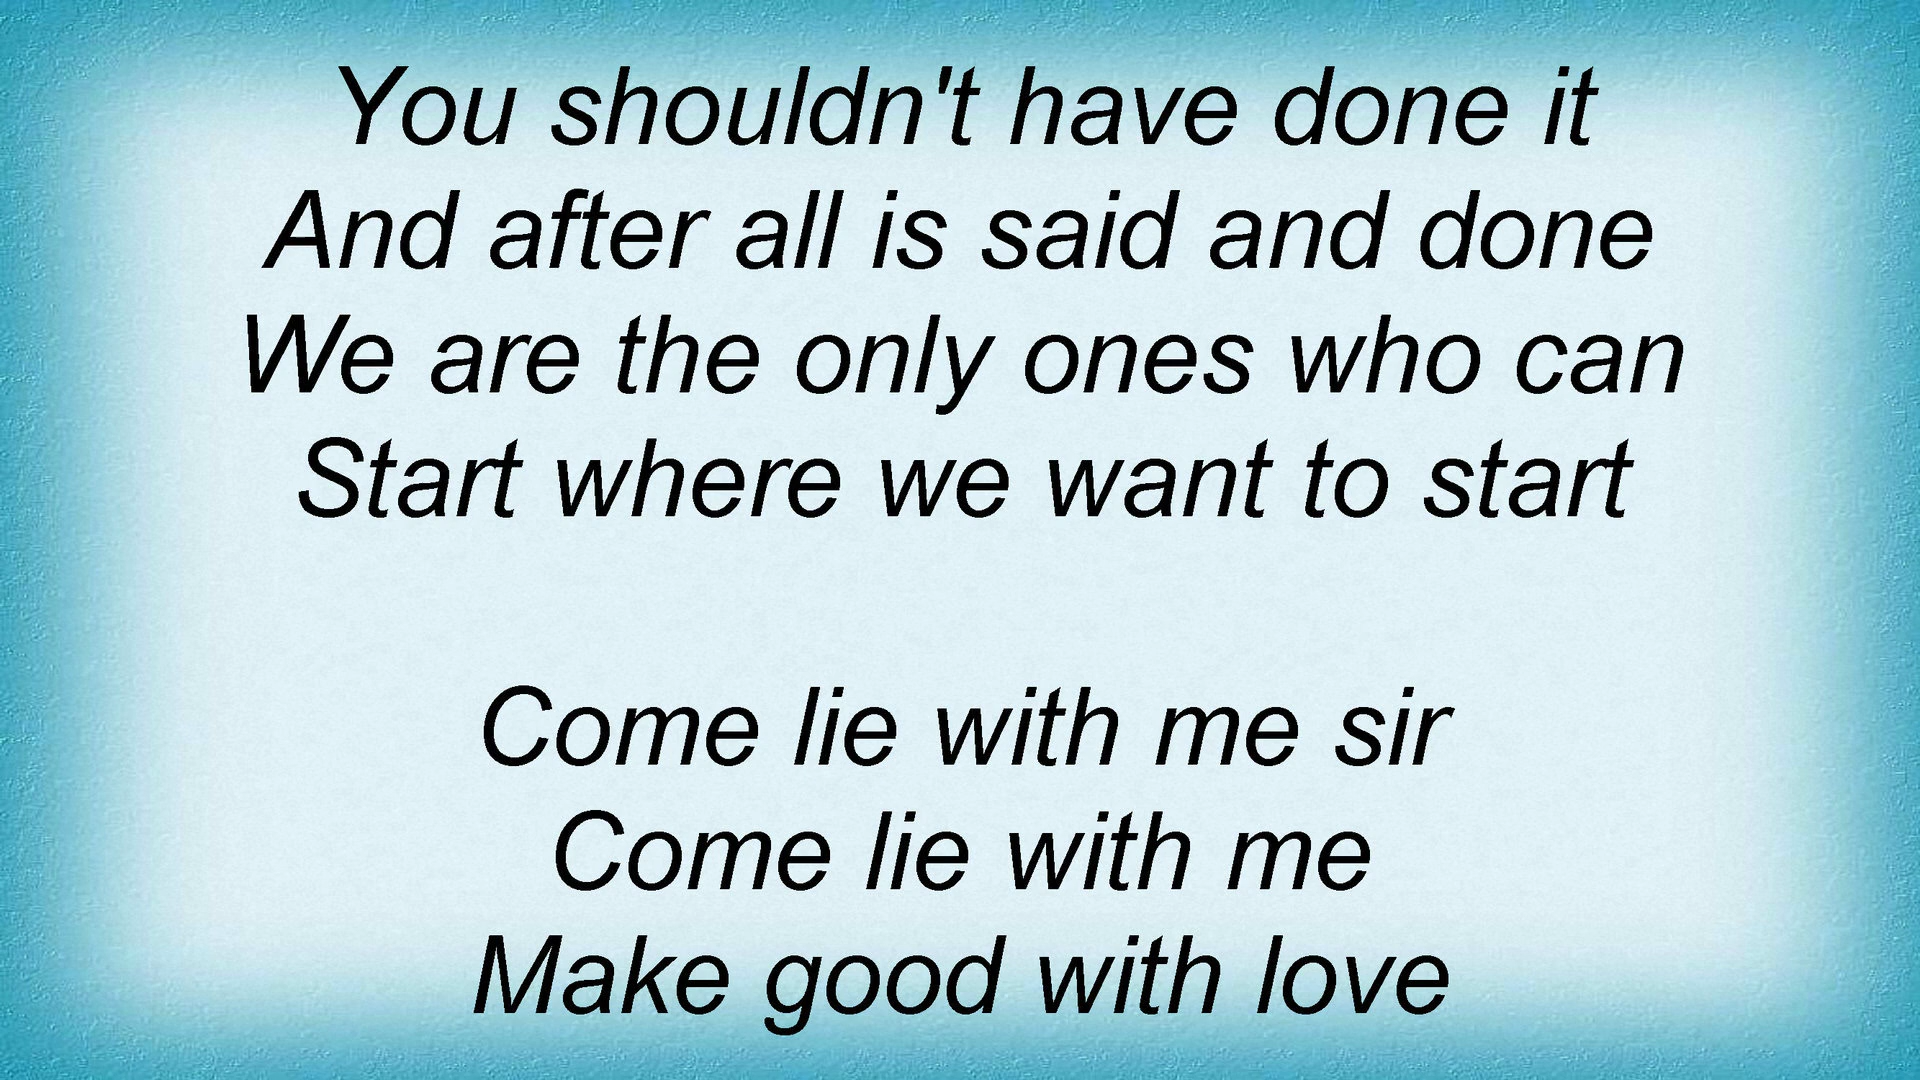 You shouldn't have done it
And after all is said and done
We are the only ones who can
Start where we want to start
Come lie with me sir
Come lie with me
Make good with love